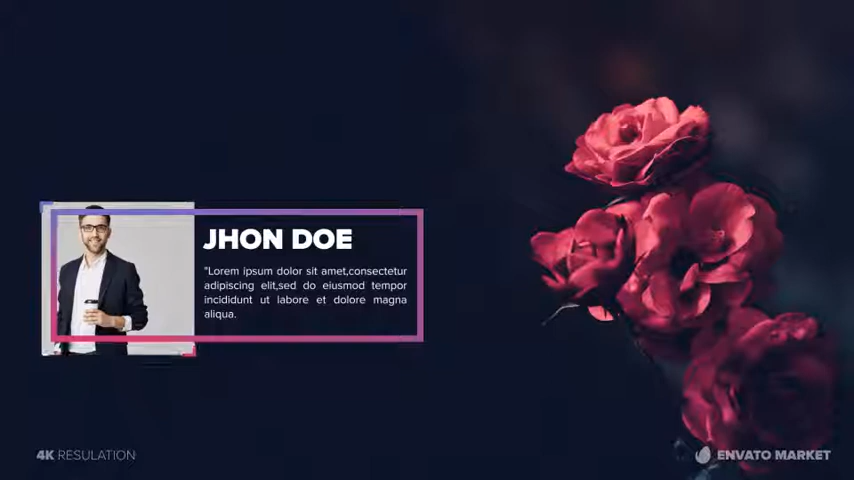 JHON DOE
"Lorem ipsum dolor sit amet,consectetur
adipiscing elit,sed do eiusmod tempor
incididunt ut labore et dolore magna
aliqua.
4K RESULATION
ENVATO MARKET